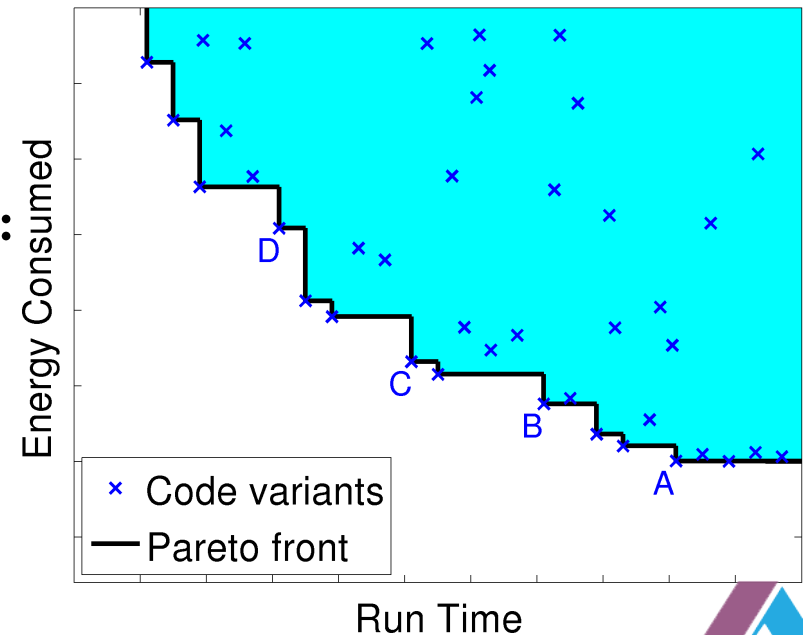 Energy Consumed
D
C
B
A
Code variants
Pareto front
Run Time